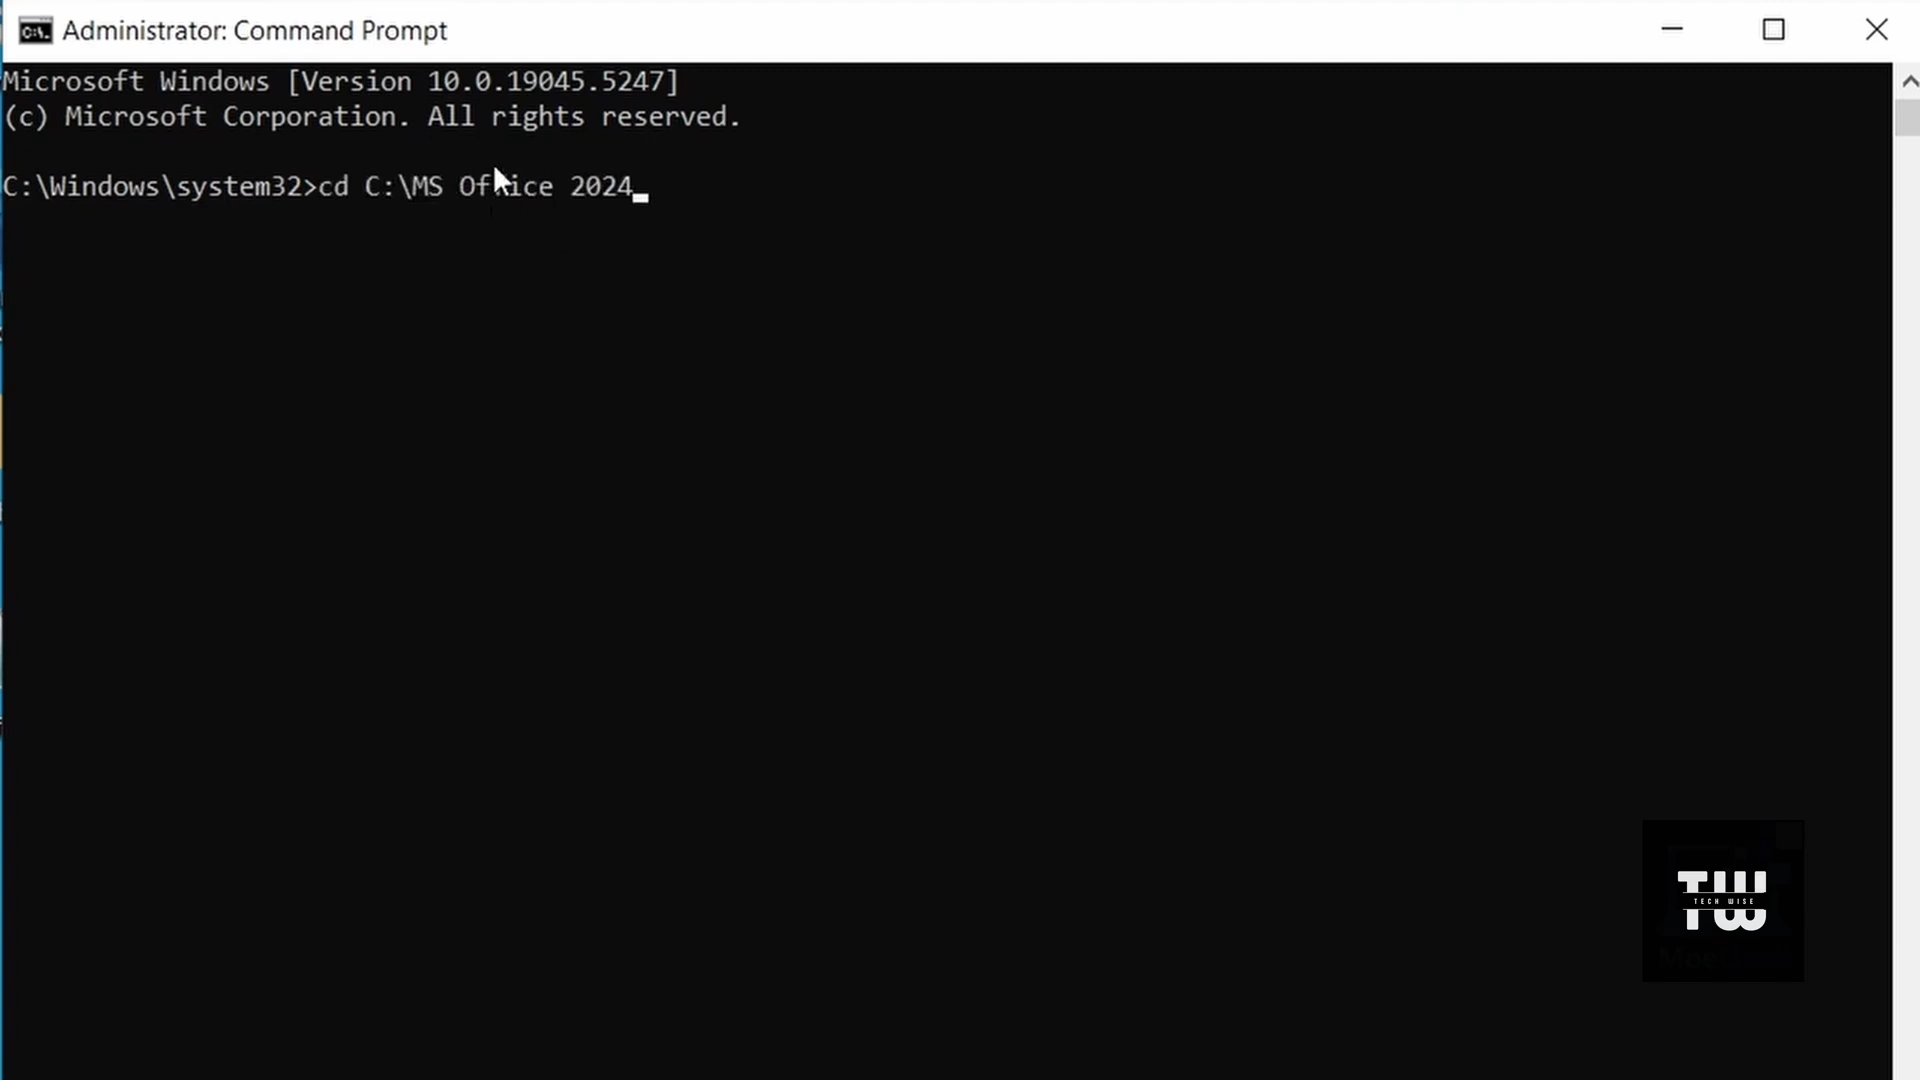 Administrator: Command Prompt
Microsoft Windows [Version 10.0.19045.5247]
(c) Microsoft Corporation. All rights reserved.
C:\Windows\system32>cd C:\MS Office 2024
TW
TECH WISE